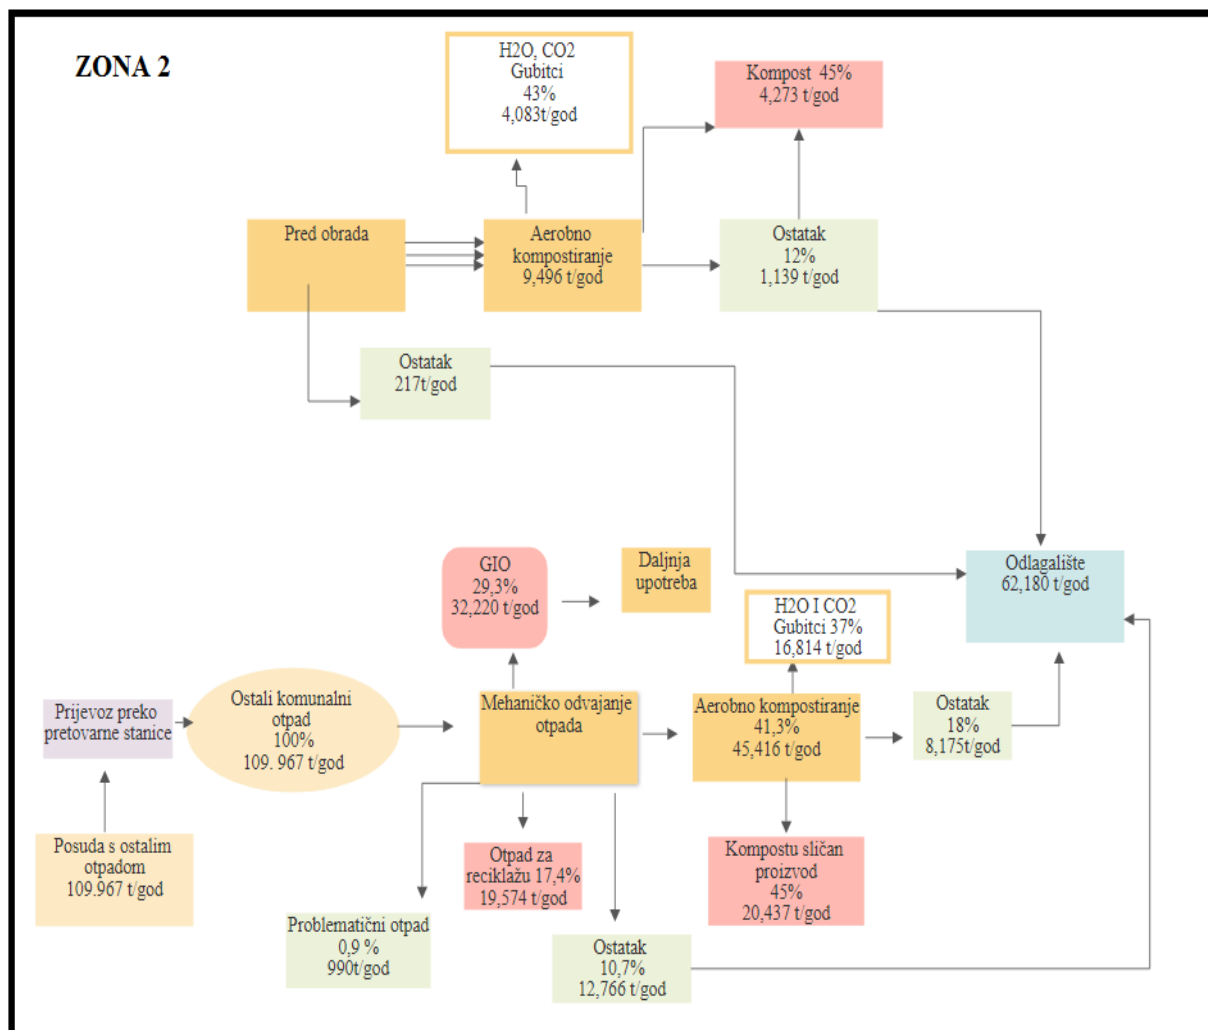 ZONA 2
H2O, CO2
Gubitci
43%
4,083t/god
Kompost 45%
4,273 t/god
Pred obrada
Aerobno
kompostiranje
9,496 t/god
Ostatak
12%
1,139 t/god
Ostatak
217t/god
GIO
29,3%
32,220 t/god
Daljnja
upotreba
Odlagalište
62,180 t/god
H2O I CO2
Gubitci 37%
16,814 t/god
Prijevoz preko
pretovarne stanice
Ostali komunalni
otpad
100%
109. 967 t/god
Mehaničko odvajanje
otpada
Aerobno kompostiranje
41,3%
45,416 t/god
Ostatak
18%
8,175t/god
Posuda s ostalim
otpadom
109.967 t/god
Otpad za
reciklažu 17,4%
19,574 t/god
Kompostu sličan
proizvod
45%
20,437 t/god
Problematični otpad
0,9 %
990t/god
Ostatak
10,7%
12,766 t/god